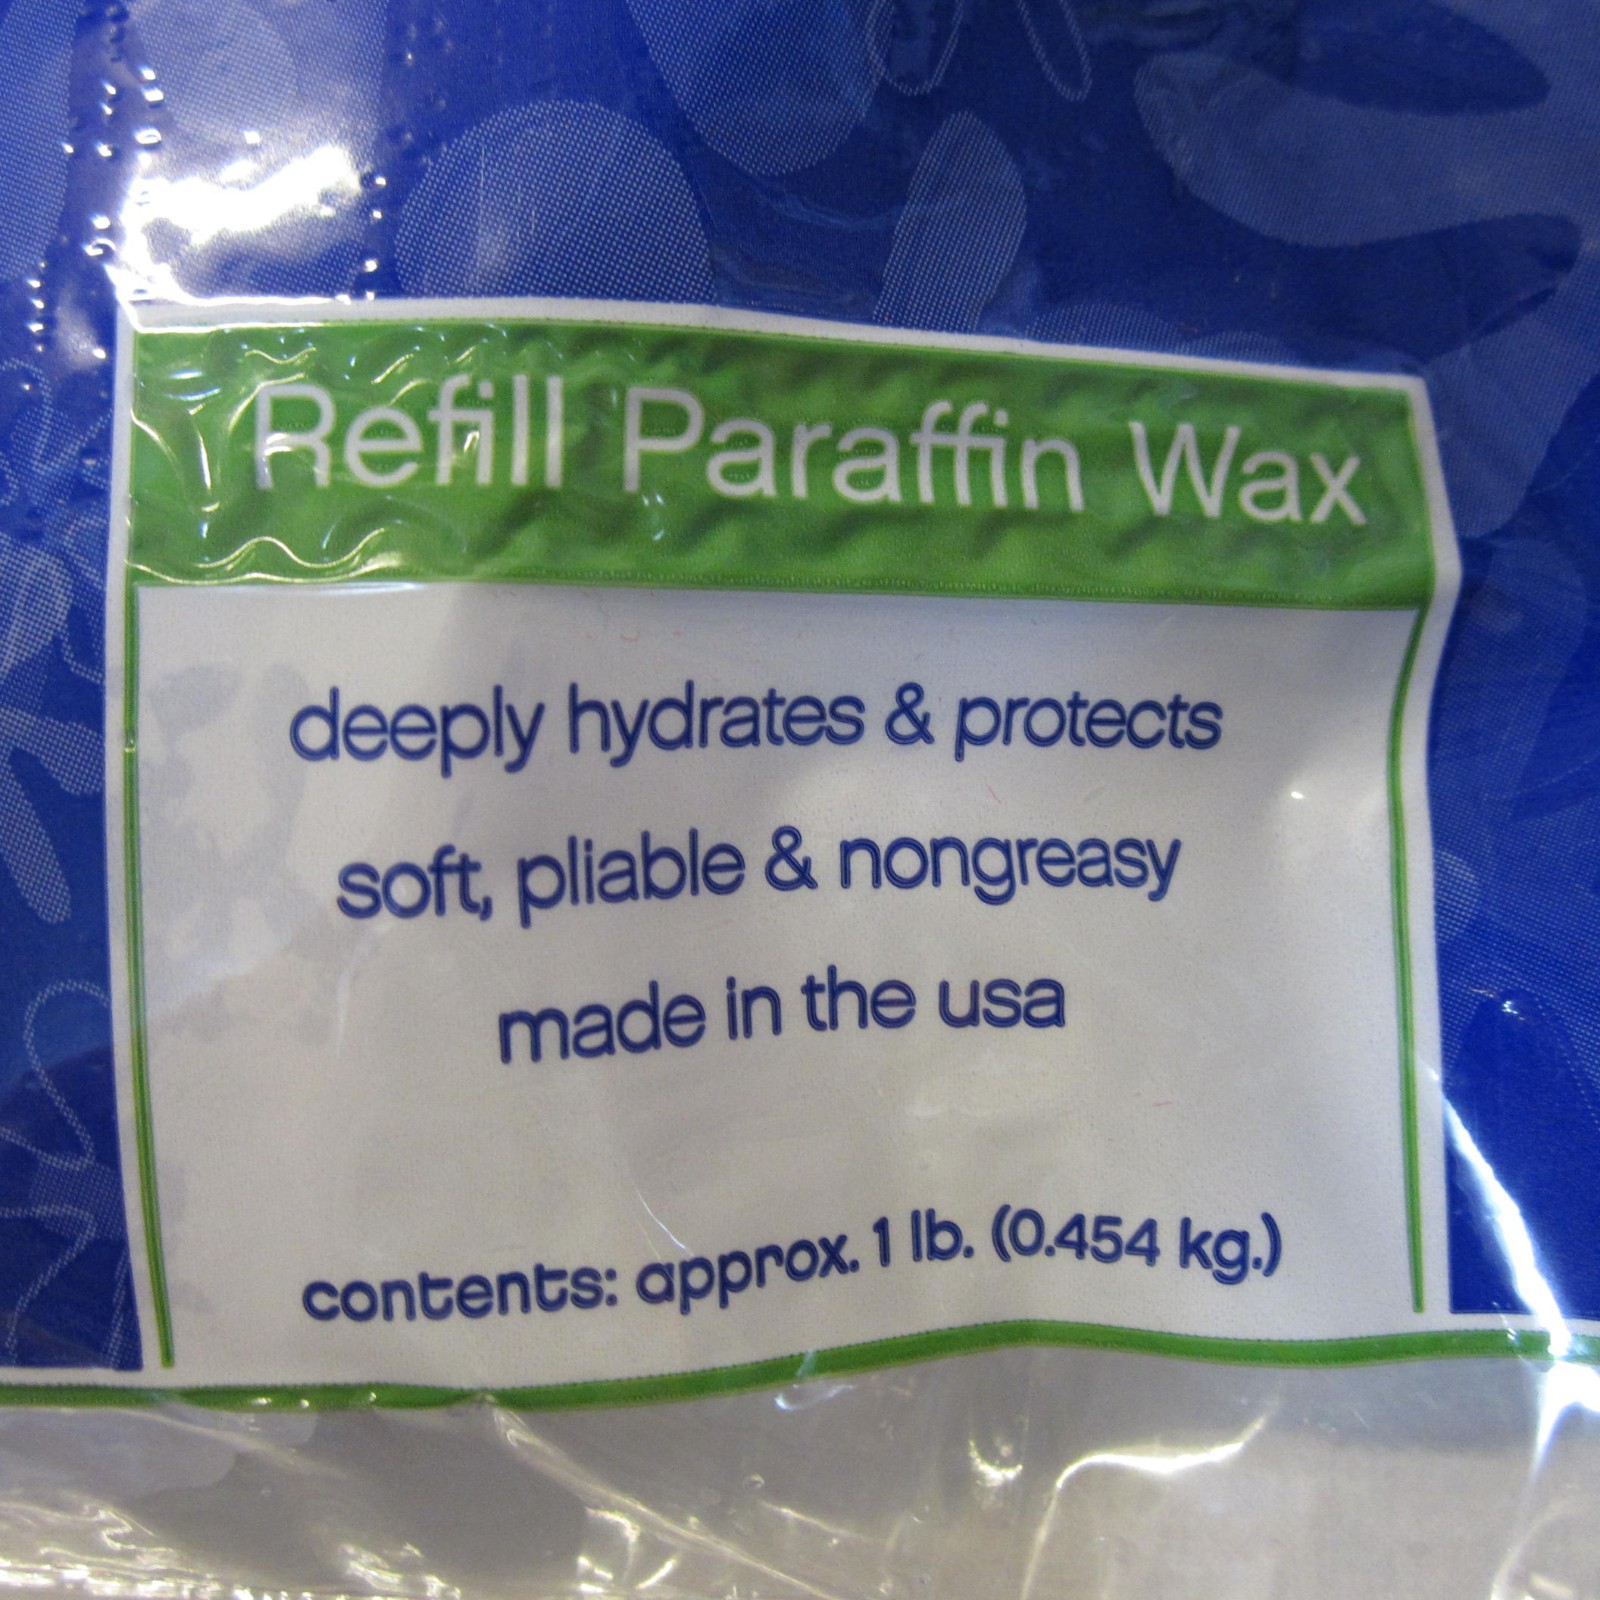 Refill Paraffin Wax
deeply hydrates & protects
soft, pliable & nongreasy
made in the usa
contents: approx. 1 lb. (0.454 kg.)